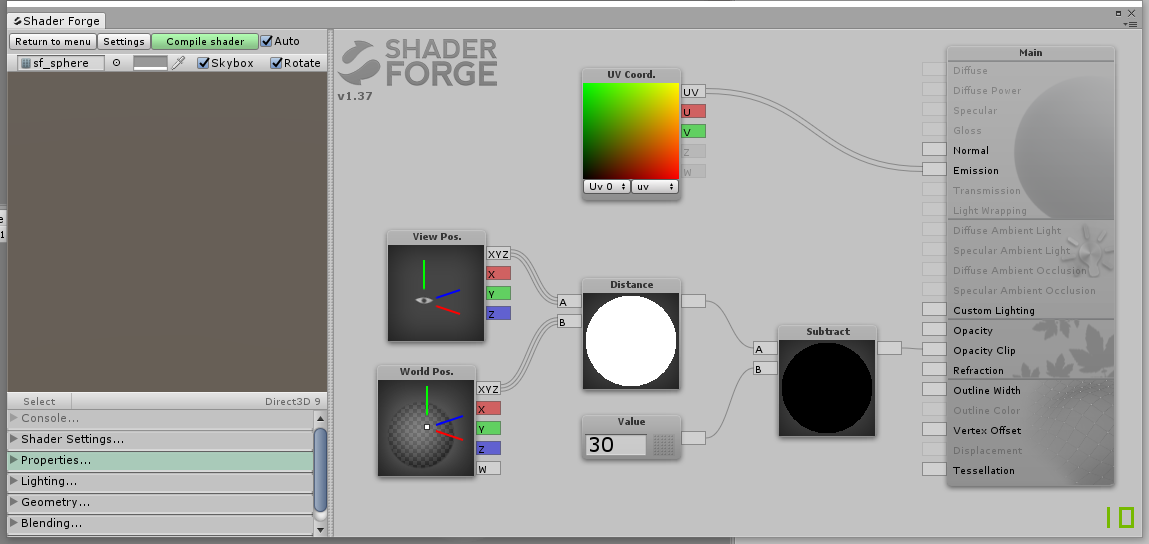 Shader Forge
Return to menu Settings Compile shader Auto
sf_sphere Skybox Rotate
Select Direct3D 9
Console...
Shader Settings...
Properties...
Lighting...
Geometry...
Blending...
SHADER
FORGE
v1.37
UV Coord.
UV
U
V
Z
W
Uv 0 uv
View Pos.
XYZ
X
Y
Z
World Pos.
XYZ
X
Y
Z
W
Distance
A
B
Value
30
Subtract
A
B
Main
Diffuse
Diffuse Power
Specular
Gloss
Normal
Emission
Transmission
Light Wrapping
Diffuse Ambient Light
Specular Ambient Light
Diffuse Ambient Occlusion
Specular Ambient Occlusion
Custom Lighting
Opacity
Opacity Clip
Refraction
Outline Width
Outline Color
Vertex Offset
Displacement
Tessellation
10
e
1